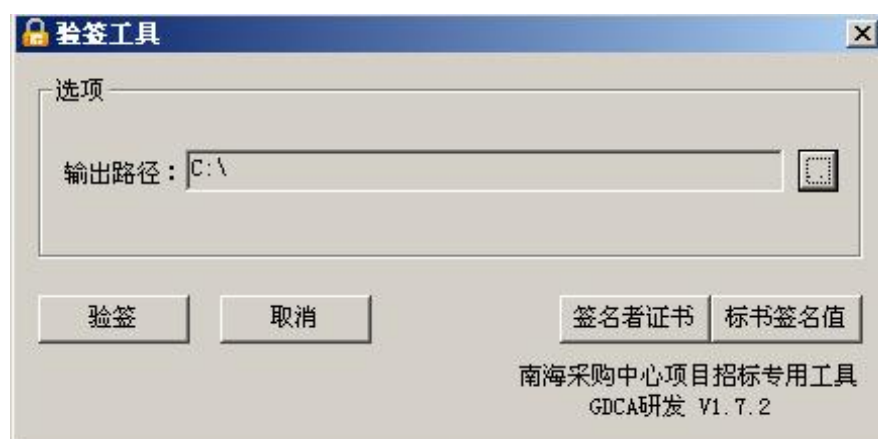 验签工具
选项
输出路径：C:\
验签 取消 签名者证书 标书签名值
南海采购中心项目招标专用工具
GDCA研发 V1.7.2